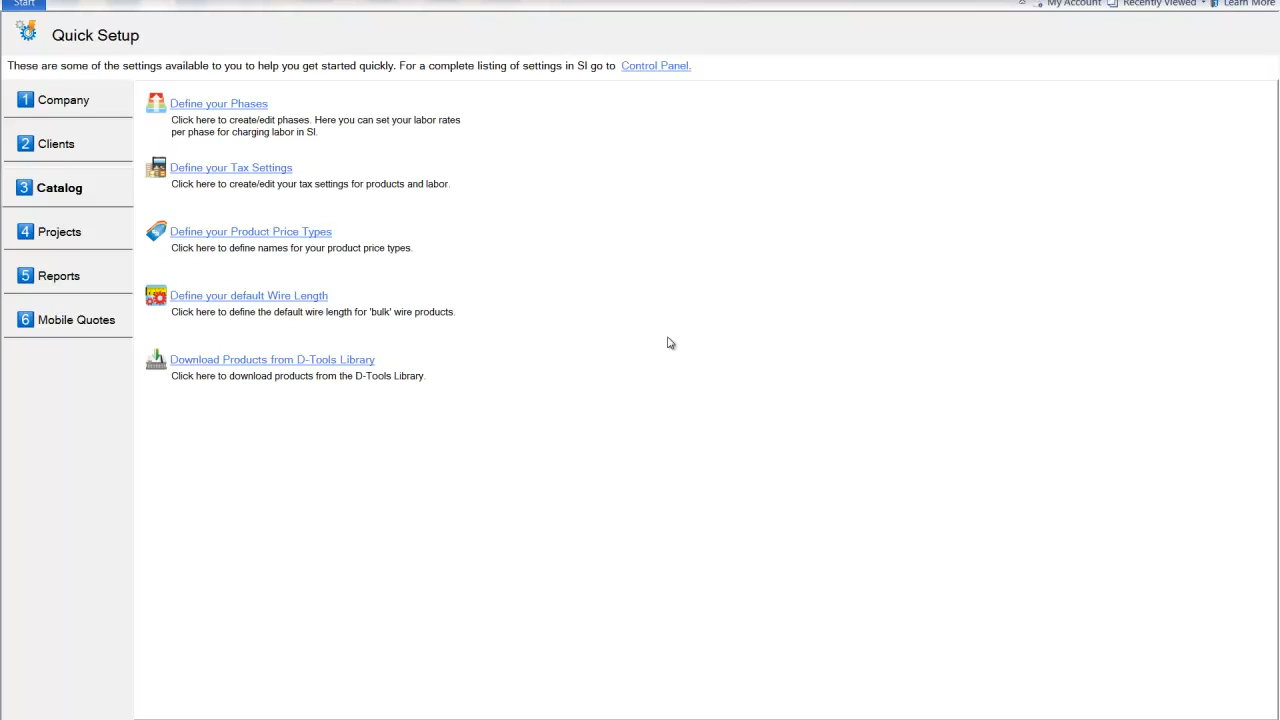 Start
My Account Recently Viewed Learn More
Quick Setup
These are some of the settings available to you to help you get started quickly. For a complete listing of settings in SI go to Control Panel.
1 Company
2 Clients
3 Catalog
4 Projects
5 Reports
6 Mobile Quotes
Define your Phases
Click here to create/edit phases. Here you can set your labor rates
per phase for charging labor in SI.
Define your Tax Settings
Click here to create/edit your tax settings for products and labor.
Define your Product Price Types
Click here to define names for your product price types.
Define your default Wire Length
Click here to define the default wire length for 'bulk' wire products.
Download Products from D-Tools Library
Click here to download products from the D-Tools Library.